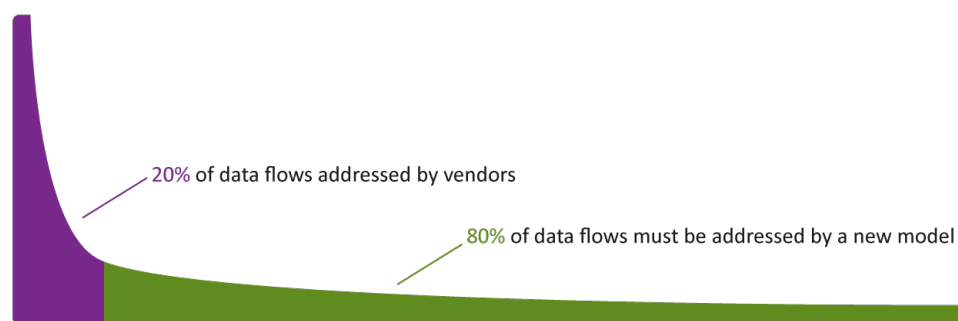 20% of data flows addressed by vendors
80% of data flows must be addressed by a new model